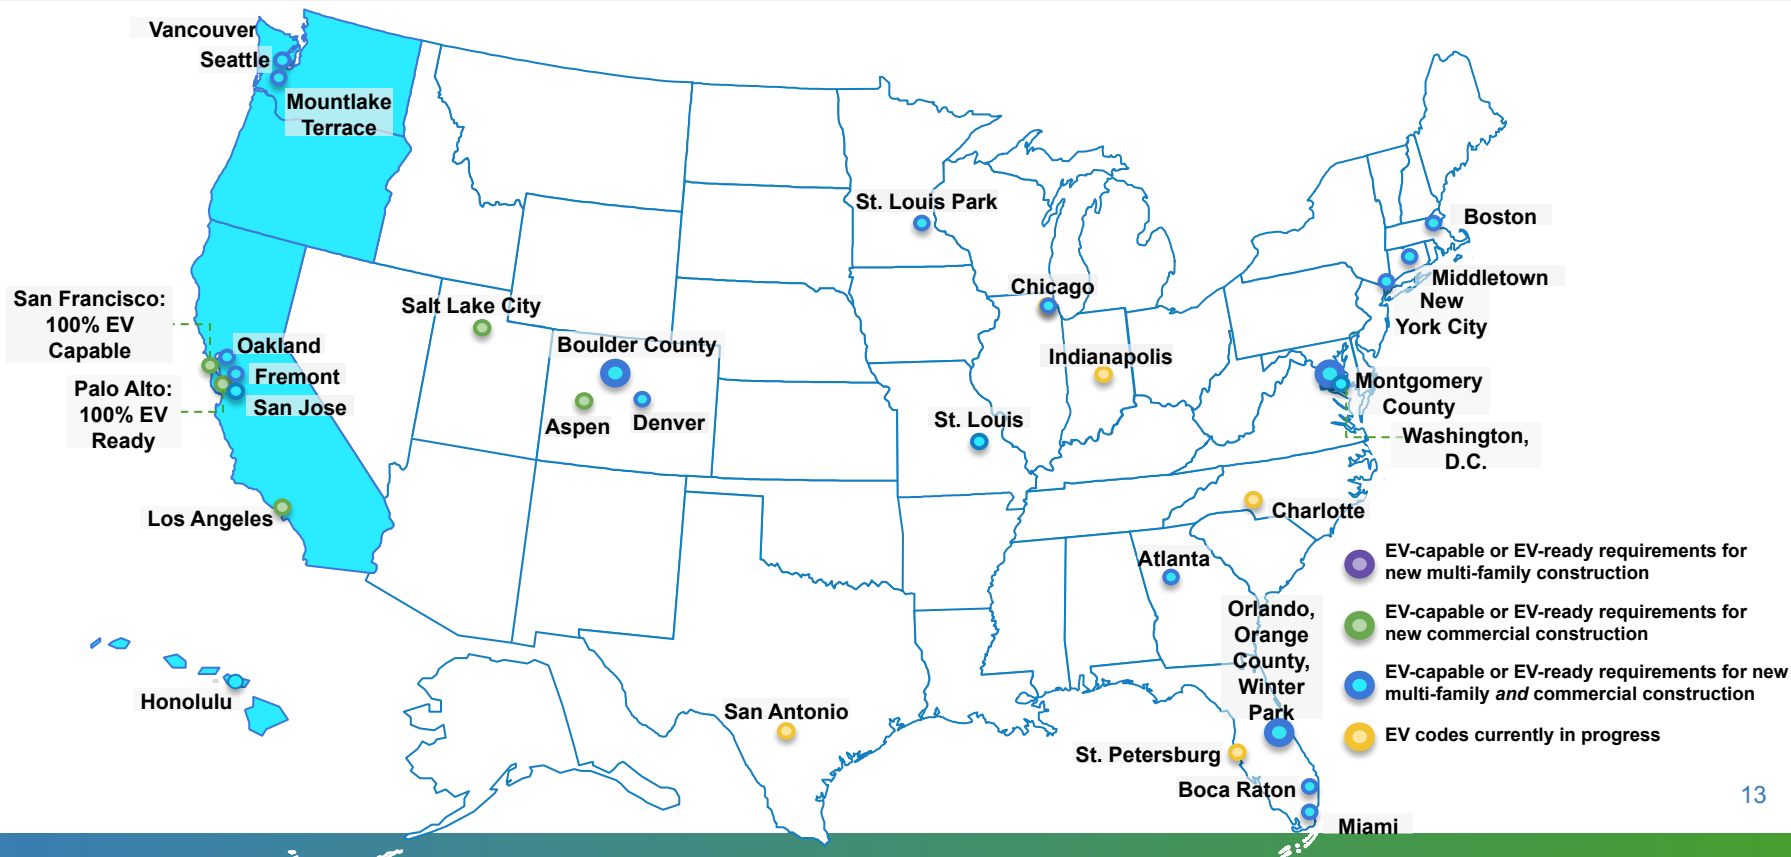 Vancouver
Seattle
Mountlake
Terrace
St. Louis Park
Boston
Middletown
New
York City
Chicago
Salt Lake City
San Francisco:
100% EV
Capable
Oakland
Fremont
San Jose
Palo Alto:
100% EV
Ready
Boulder County
Aspen
Denver
Indianapolis
Montgomery
County
Washington,
D.C.
St. Louis
Los Angeles
Charlotte
Atlanta
Orlando,
Orange
County,
Winter
Park
Honolulu
San Antonio
St. Petersburg
Boca Raton
Miami
EV-capable or EV-ready requirements for
new multi-family construction
EV-capable or EV-ready requirements for
new commercial construction
EV-capable or EV-ready requirements for new
multi-family and commercial construction
EV codes currently in progress
13